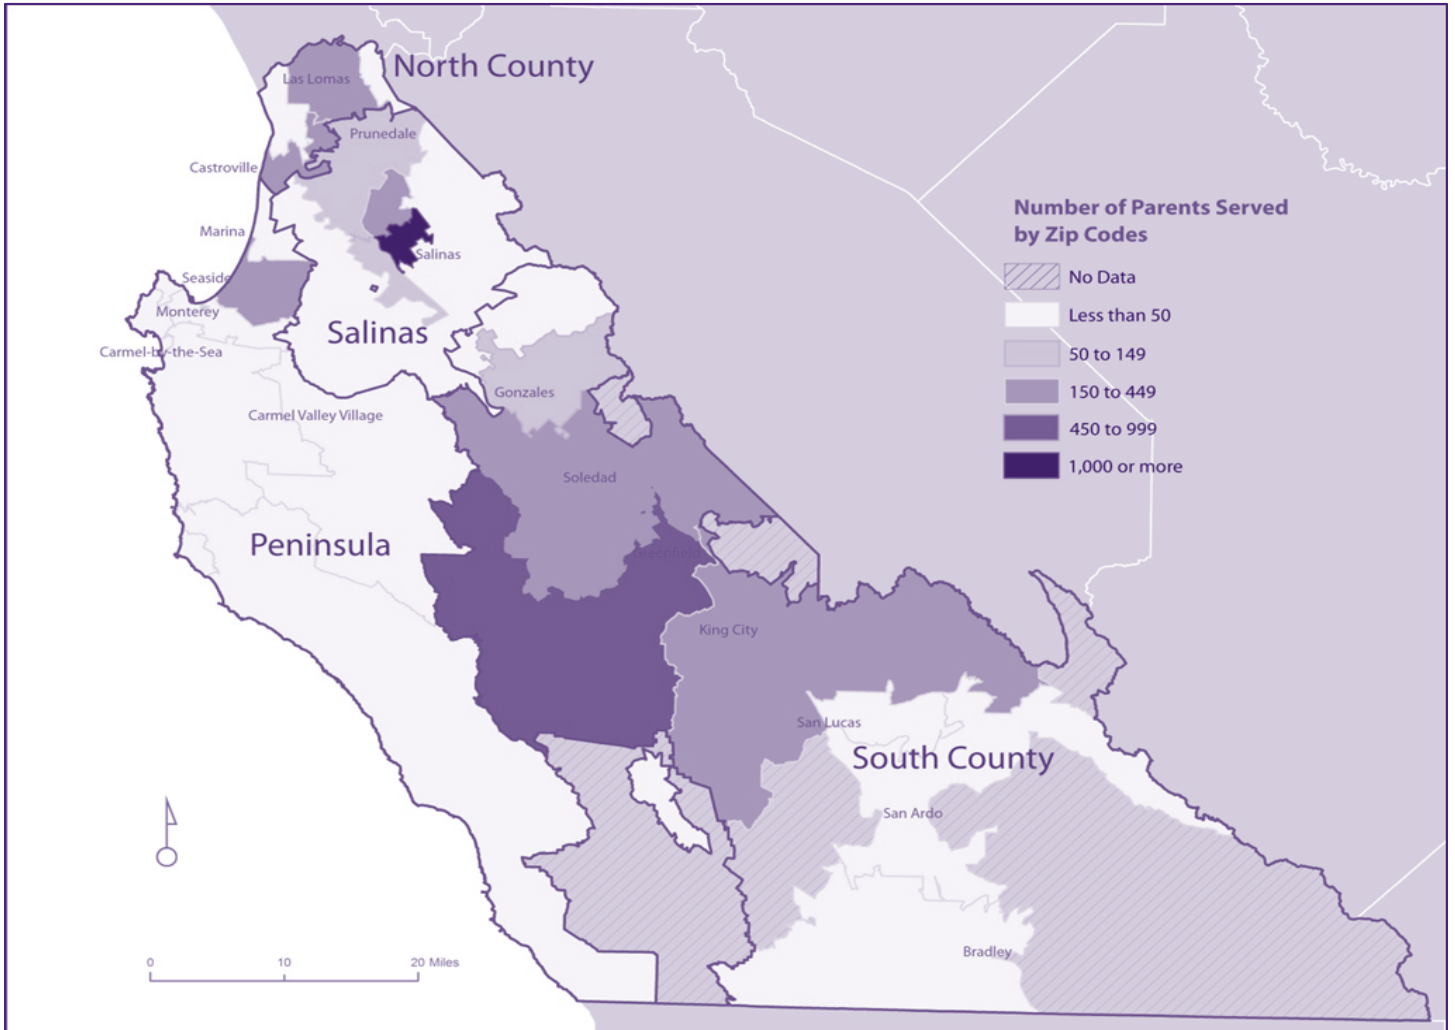 North County
Las Lomas
Prunedale
Castroville
Marina
Salinas
Seaside
Monterey
Salinas
Carmel-by-the-Sea
Gonzales
Carmel Valley Village
Soledad
Peninsula
Greenfield
King City
San Lucas
South County
San Ardo
Bradley
Number of Parents Served
by Zip Codes
No Data
Less than 50
50 to 149
150 to 449
450 to 999
1,000 or more
0 10 20 Miles